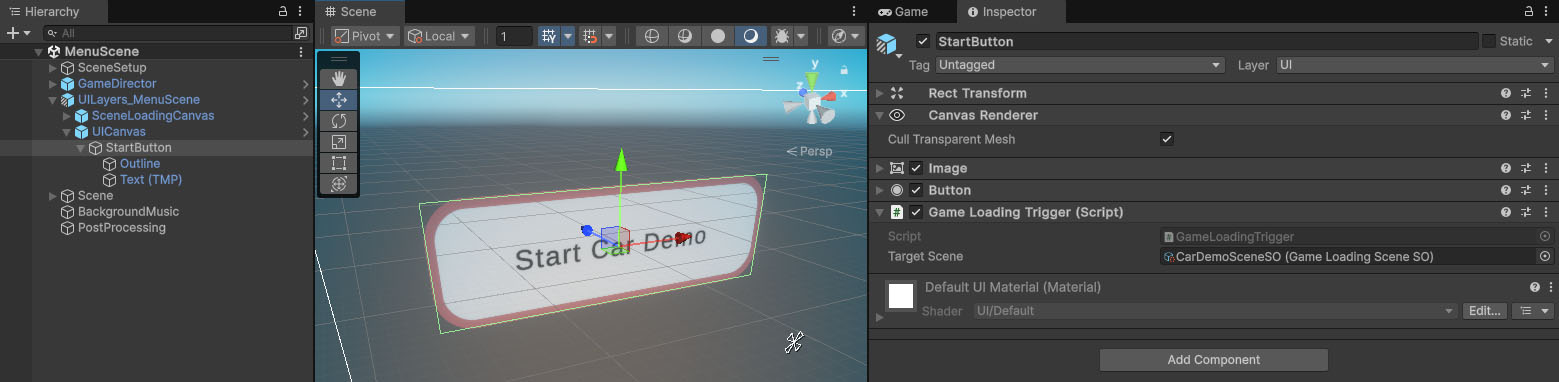 Hierarchy
All
MenuScene
SceneSetup
GameDirector
UILayers_MenuScene
SceneLoadingCanvas
UICanvas
StartButton
Outline
Text (TMP)
Scene
BackgroundMusic
PostProcessing
Scene
Pivot
Local
1
y
z
x
Persp
Start Car Demo
Game
Inspector
StartButton
Static
Tag Untagged Layer UI
Rect Transform
Canvas Renderer
Cull Transparent Mesh
Image
Button
Game Loading Trigger (Script)
Script GameLoadingTrigger
Target Scene CarDemoSceneSO (Game Loading Scene SO)
Default UI Material (Material)
Shader UI/Default Edit...
Add Component